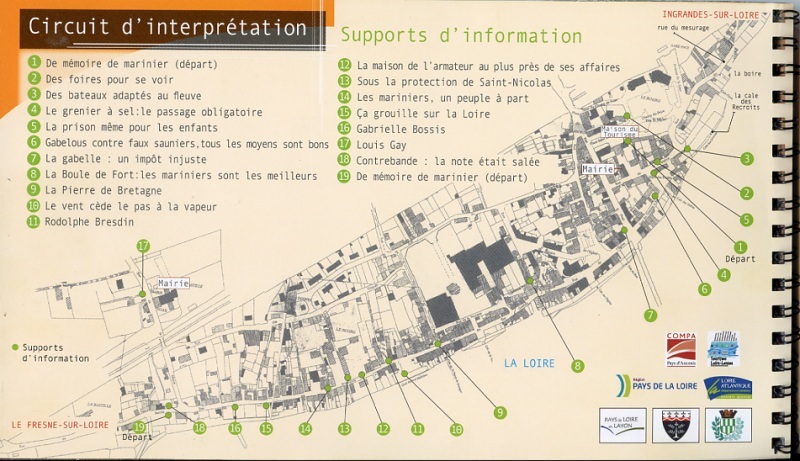 Circuit d'interprétation
Supports d'information
1 De mémoire de marinier (départ)
2 Des foires pour se voir
3 Des bateaux adaptés au fleuve
4 Le grenier à sel:le passage obligatoire
5 La prison même pour les enfants
6 Gabelous contre faux sauniers,tous les moyens sont bons
7 La gabelle : un impôt injuste
8 La Boule de Fort:les mariniers sont les meilleurs
9 La Pierre de Bretagne
10 Le vent cède le pas à la vapeur
11 Rodolphe Bresdin
12 La maison de l'armateur au plus près de ses affaires
13 Sous la protection de Saint-Nicolas
14 Les mariniers, un peuple à part
15 Ça grouille sur la Loire
16 Gabrielle Bossis
17 Louis Gay
18 Contrebande : la note était salée
19 De mémoire de marinier (départ)
INGRANDES-SUR-LOIRE
rue du mesurage
la boire
la cale
des
Recroits
Maison du
Tourisme
Mairie
3
2
5
1
Départ
4
6
7
17
Mairie
Supports
d'information
LA LOIRE
8
9
10
11
12
13
14
15
16
18
19
Départ
LE FRESNE-SUR-LOIRE
COMPA
Pays d'Ancenis
Région
PAYS DE LA LOIRE
LOIRE
ATLANTIQUE
PAYS DE LOIRE
EN LAYON